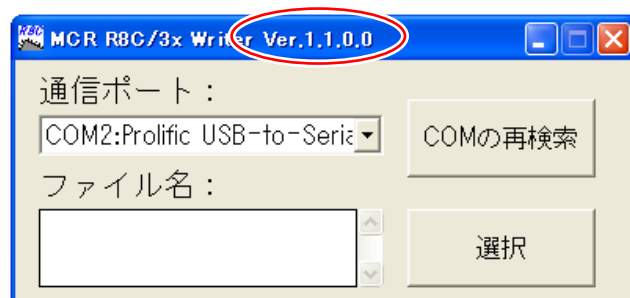 R8C MCR R8C/3x Writer Ver.1.1.0.0
通信ポート:
COM2:Prolific USB-to-Seria
COMの再検索
ファイル名:
選択